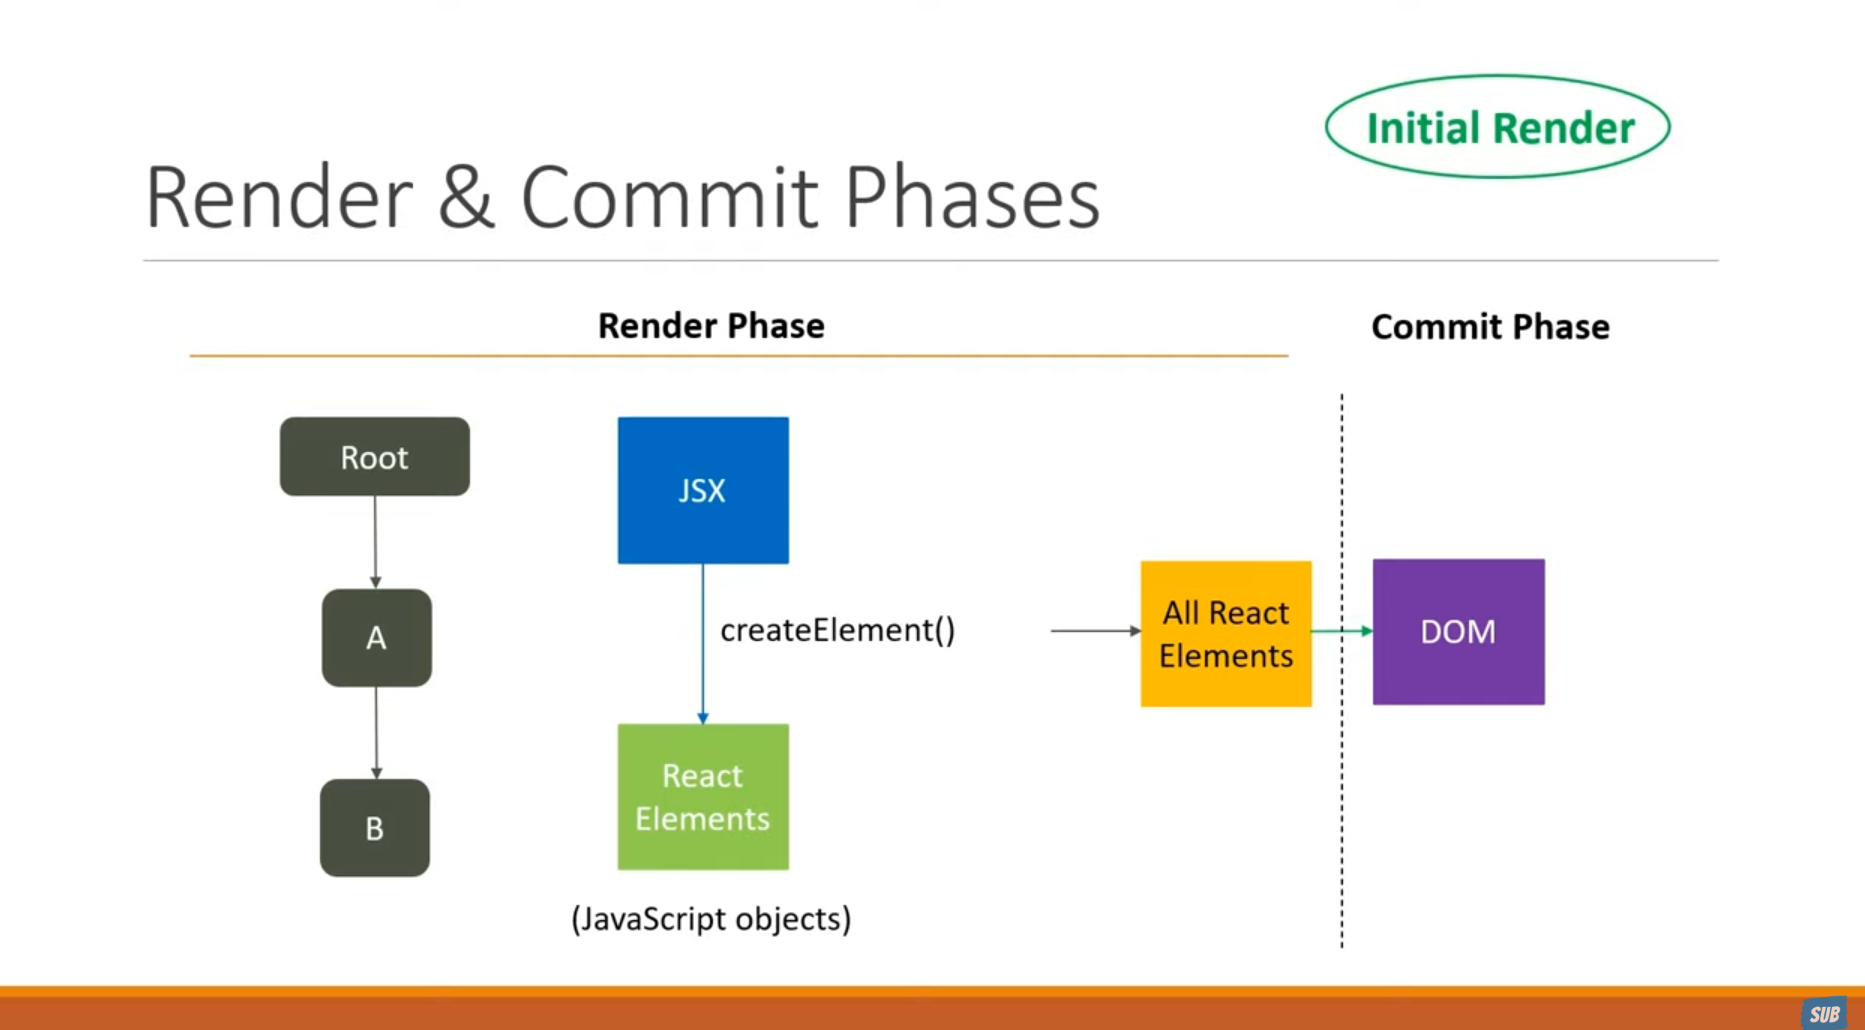 Initial Render
Render & Commit Phases
Render Phase
Commit Phase
Root
A
B
JSX
createElement()
React
Elements
(JavaScript objects)
All React
Elements
DOM
SUB